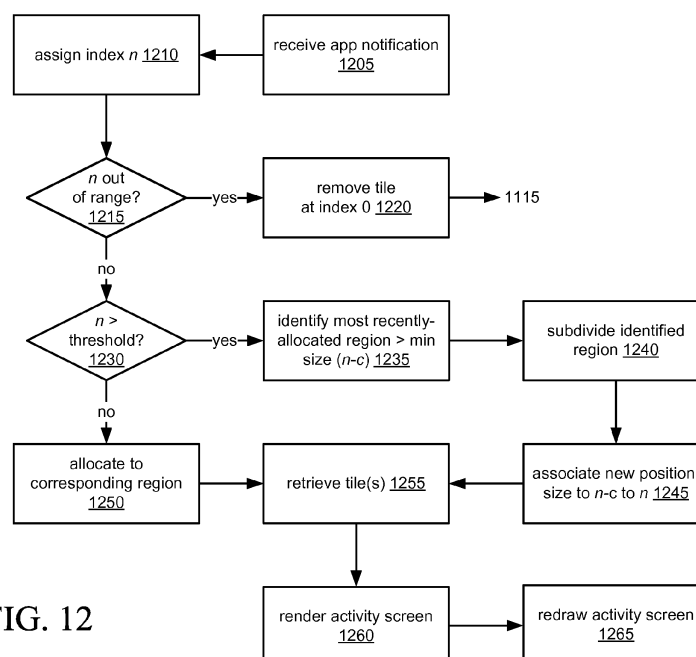 assign index n 1210
receive app notification
1205
n out
of range?
1215
yes
remove tile
at index 0 1220
1115
no
n >
threshold?
1230
yes
identify most recently-
allocated region > min
size (n-c) 1235
subdivide identified
region 1240
no
allocate to
corresponding region
1250
retrieve tile(s) 1255
associate new position
size to n-c to n 1245
FIG. 12
render activity screen
1260
redraw activity screen
1265